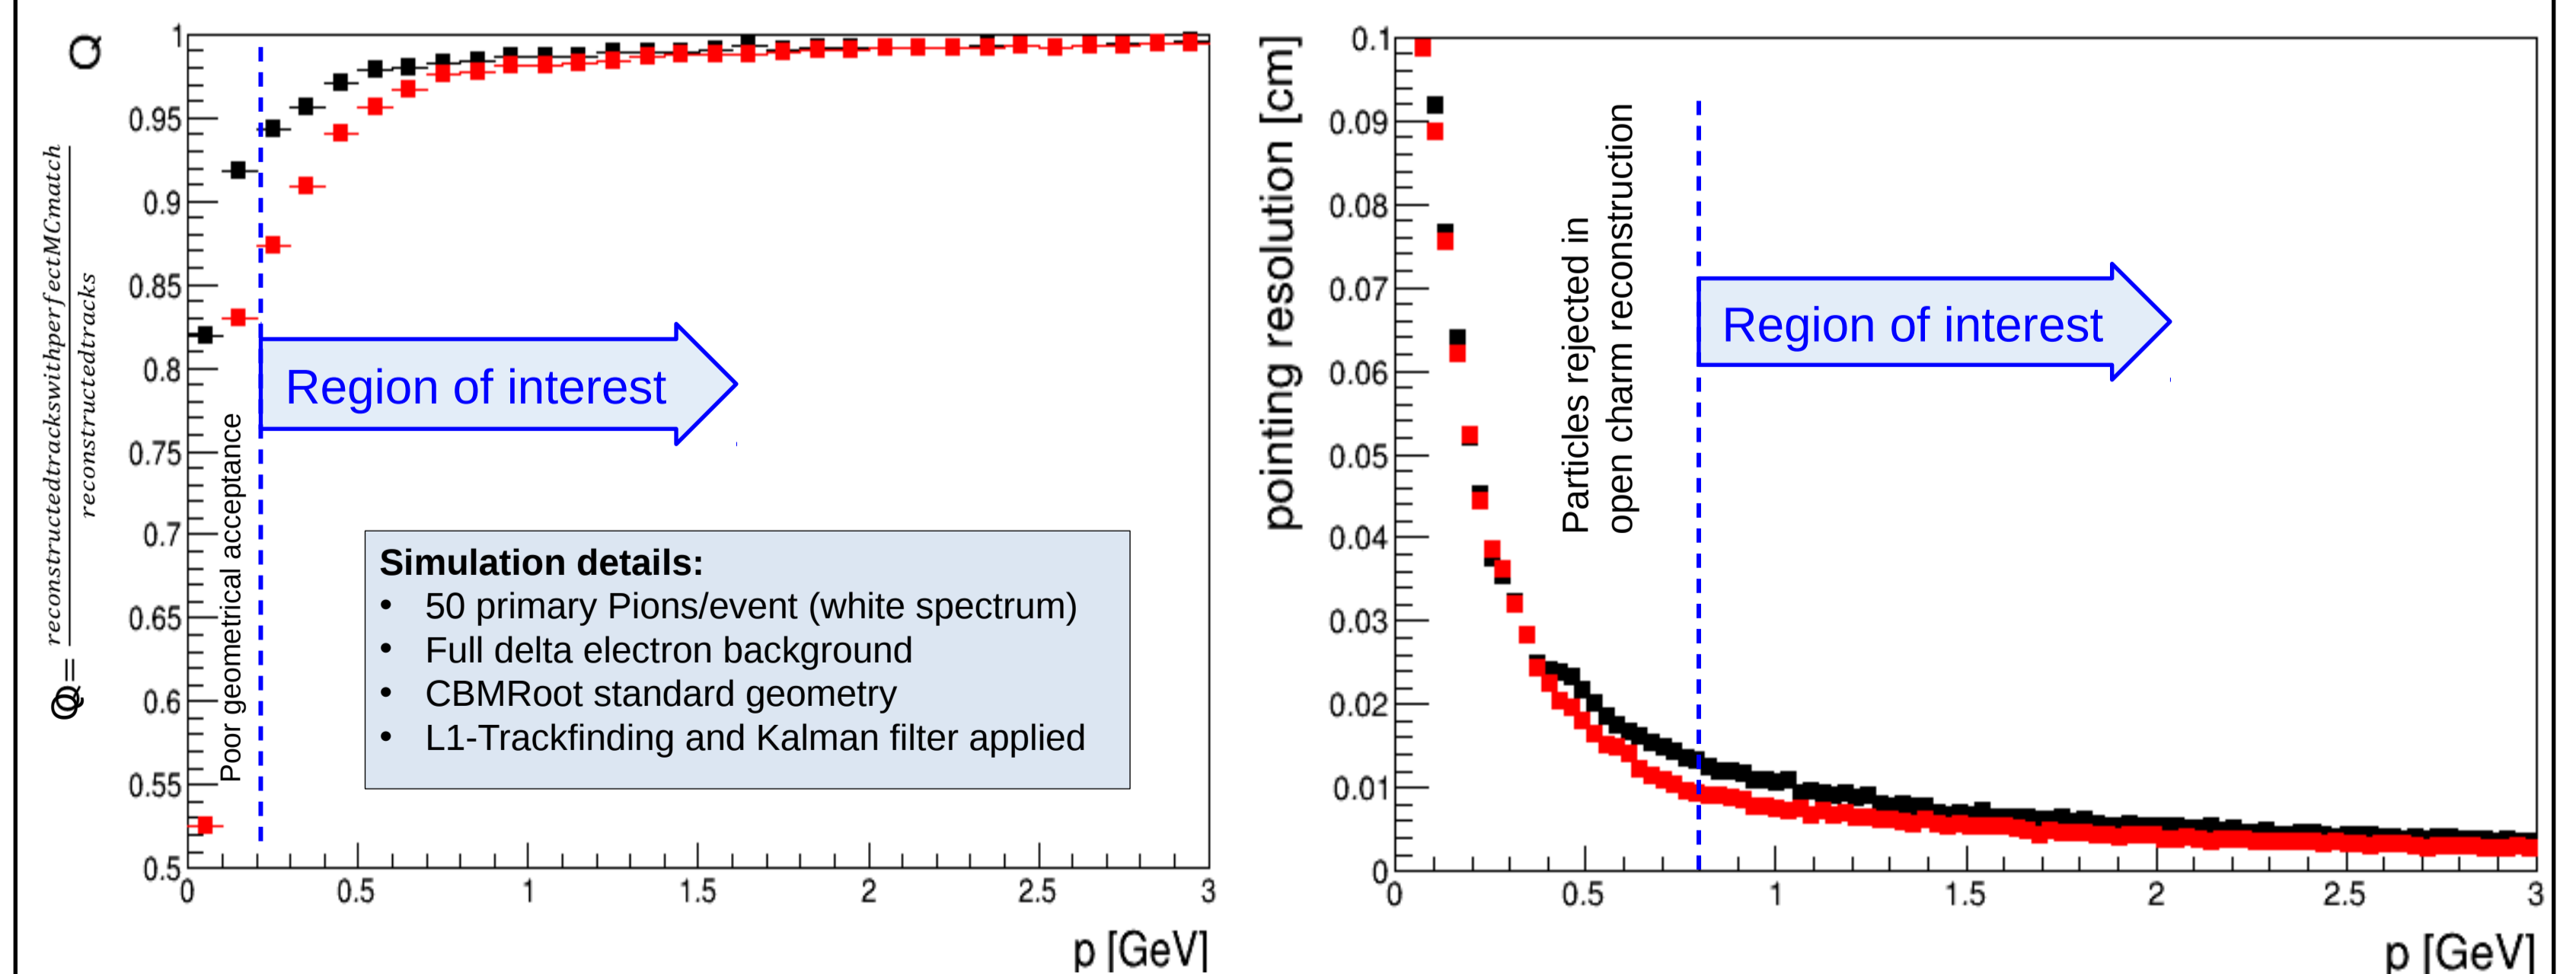 Q
Q= reconstructedtrackswithperfectMCmatch
reconstructedtracks
1
0.95
0.9
0.85
0.8
0.75
0.7
0.65
0.6
0.55
0.5
0 0.5 1 1.5 2 2.5 3
p [GeV]
Poor geometrical acceptance
Region of interest
Simulation details:
• 50 primary Pions/event (white spectrum)
• Full delta electron background
• CBMRoot standard geometry
• L1-Trackfinding and Kalman filter applied
pointing resolution [cm]
0.1
0.09
0.08
0.07
0.06
0.05
0.04
0.03
0.02
0.01
0
0 0.5 1 1.5 2 2.5 3
p [GeV]
Particles rejected in
open charm reconstruction
Region of interest